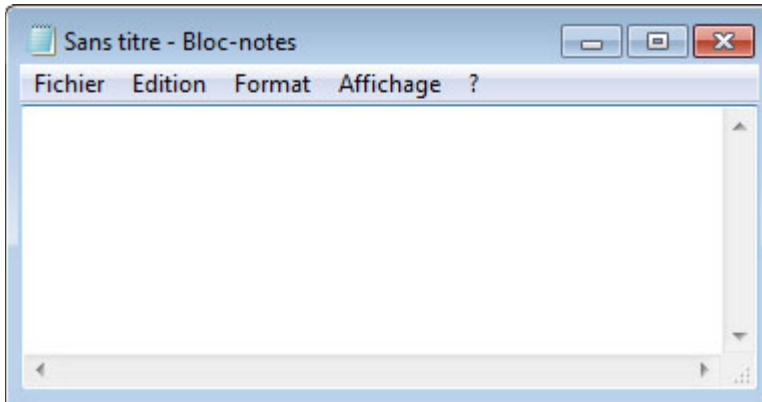 Sans titre - Bloc-notes
Fichier Edition Format Affichage ?